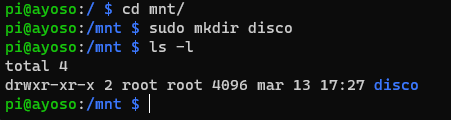 pi@ayoso:/ $ cd mnt/
pi@ayoso:/mnt $ sudo mkdir disco
pi@ayoso:/mnt $ ls -l
total 4
drwxr-xr-x 2 root root 4096 mar 13 17:27 disco
pi@ayoso:/mnt $